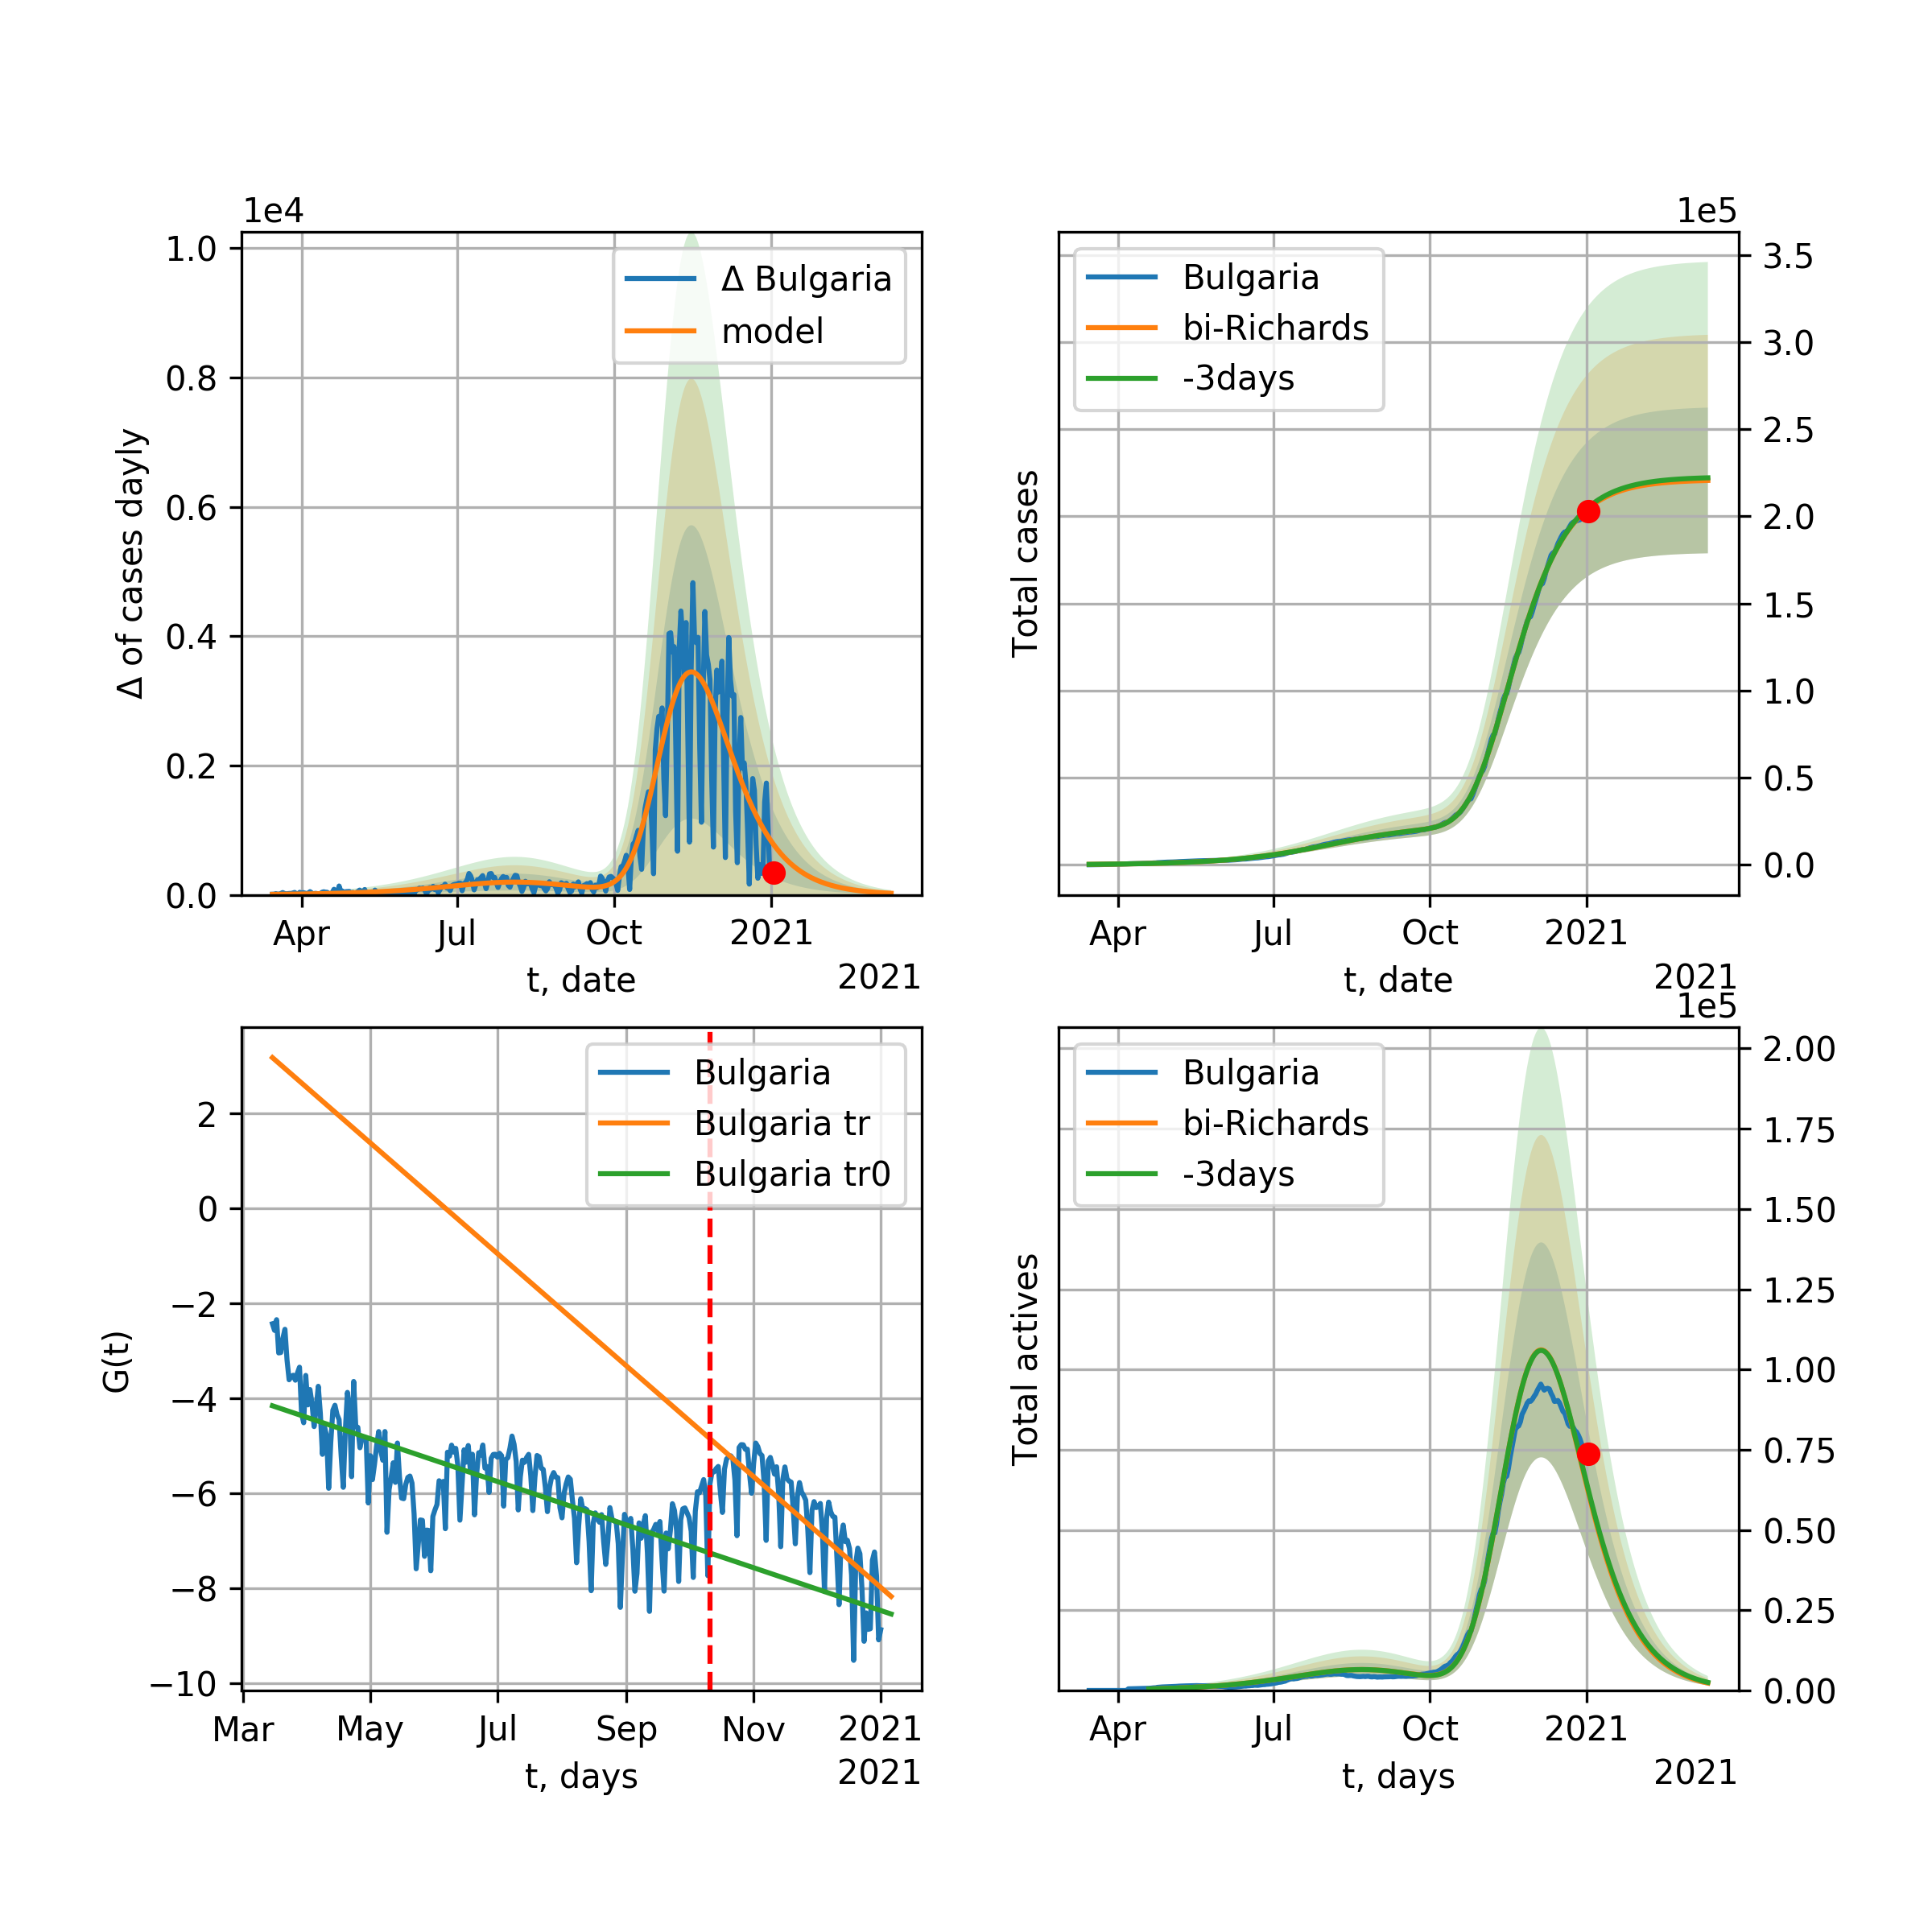 1e4
1.0
0.8
0.6
0.4
0.2
0.0
Δ of cases dayly
Δ Bulgaria
model
Apr
Jul
Oct
2021
t, date
2021
1e5
3.5
3.0
2.5
2.0
1.5
1.0
0.5
0.0
Total cases
Bulgaria
bi-Richards
-3days
Apr
Jul
Oct
2021
t, date
2021
2
0
−2
−4
−6
−8
−10
G(t)
Bulgaria
Bulgaria tr
Bulgaria tr0
Mar
May
Jul
Sep
Nov
2021
t, days
2021
1e5
2.00
1.75
1.50
1.25
1.00
0.75
0.50
0.25
0.00
Total actives
Bulgaria
bi-Richards
-3days
Apr
Jul
Oct
2021
t, days
2021